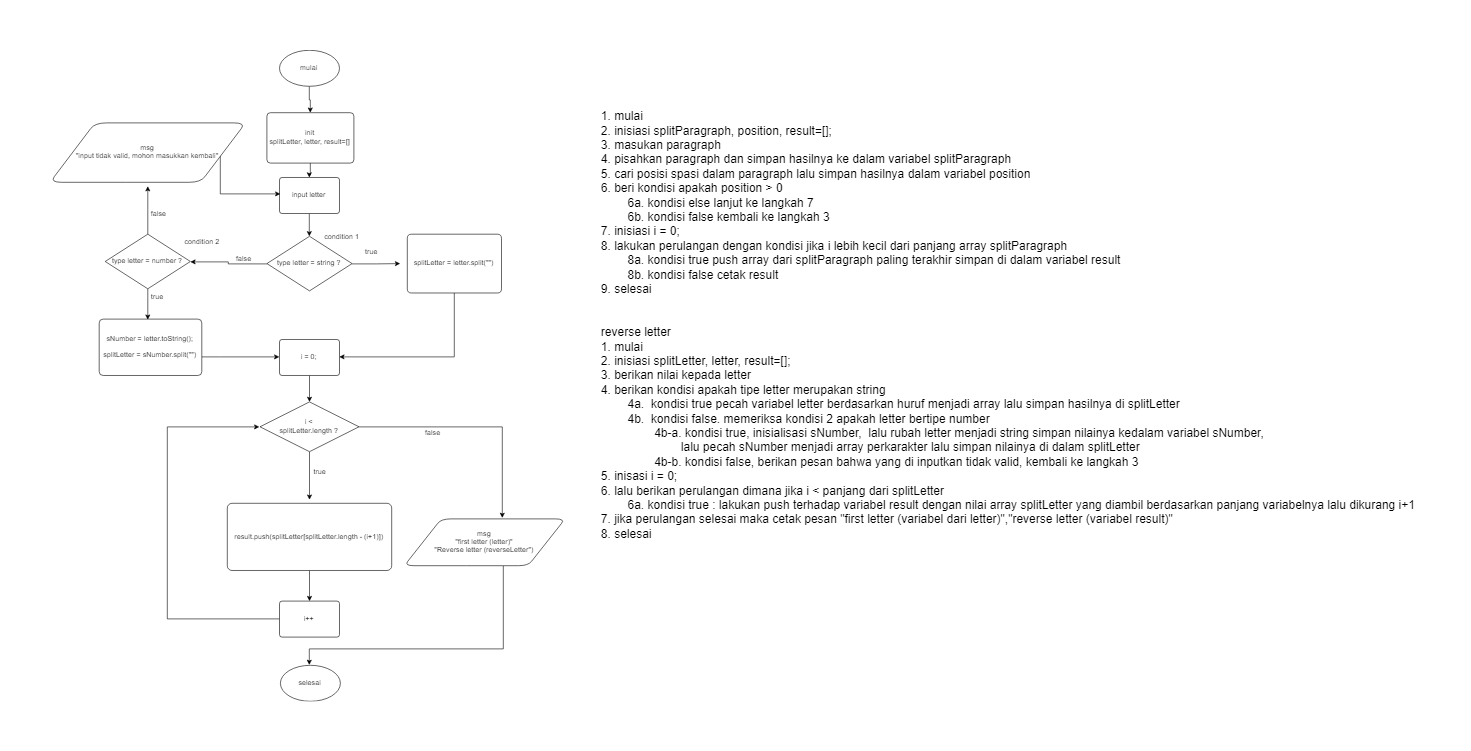 mulai
init
splitLetter, letter, result=[]
msg
"input tidak valid, mohon masukkan kembali"
input letter
false
condition 2
condition 1
type letter = number ?
false
type letter = string ?
true
splitLetter = letter.split("")
true
sNumber = letter.toString();
splitLetter = sNumber.split("")
i = 0;
i <
splitLetter.length ?
false
true
result.push(splitLetter[splitLetter.length - (i+1)])
msg
"first letter (letter)"
"Reverse letter (reverseLetter")
i++
selesai
1. mulai
2. inisiasi splitParagraph, position, result=[];
3. masukan paragraph
4. pisahkan paragraph dan simpan hasilnya ke dalam variabel splitParagraph
5. cari posisi spasi dalam paragraph lalu simpan hasilnya dalam variabel position
6. beri kondisi apakah position > 0
6a. kondisi else lanjut ke langkah 7
6b. kondisi false kembali ke langkah 3
7. inisiasi i = 0;
8. lakukan perulangan dengan kondisi jika i lebih kecil dari panjang array splitParagraph
8a. kondisi true push array dari splitParagraph paling terakhir simpan di dalam variabel result
8b. kondisi false cetak result
9. selesai
reverse letter
1. mulai
2. inisiasi splitLetter, letter, result=[];
3. berikan nilai kepada letter
4. berikan kondisi apakah tipe letter merupakan string
4a. kondisi true pecah variabel letter berdasarkan huruf menjadi array lalu simpan hasilnya di splitLetter
4b. kondisi false. memeriksa kondisi 2 apakah letter bertipe number
4b-a. kondisi true, inisialisasi sNumber, lalu rubah letter menjadi string simpan nilainya kedalam variabel sNumber,
lalu pecah sNumber menjadi array perkarakter lalu simpan nilainya di dalam splitLetter
4b-b. kondisi false, berikan pesan bahwa yang di inputkan tidak valid, kembali ke langkah 3
5. inisasi i = 0;
6. lalu berikan perulangan dimana jika i < panjang dari splitLetter
6a. kondisi true : lakukan push terhadap variabel result dengan nilai array splitLetter yang diambil berdasarkan panjang variabelnya lalu dikurang i+1
7. jika perulangan selesai maka cetak pesan "first letter (variabel dari letter)","reverse letter (variabel result)"
8. selesai